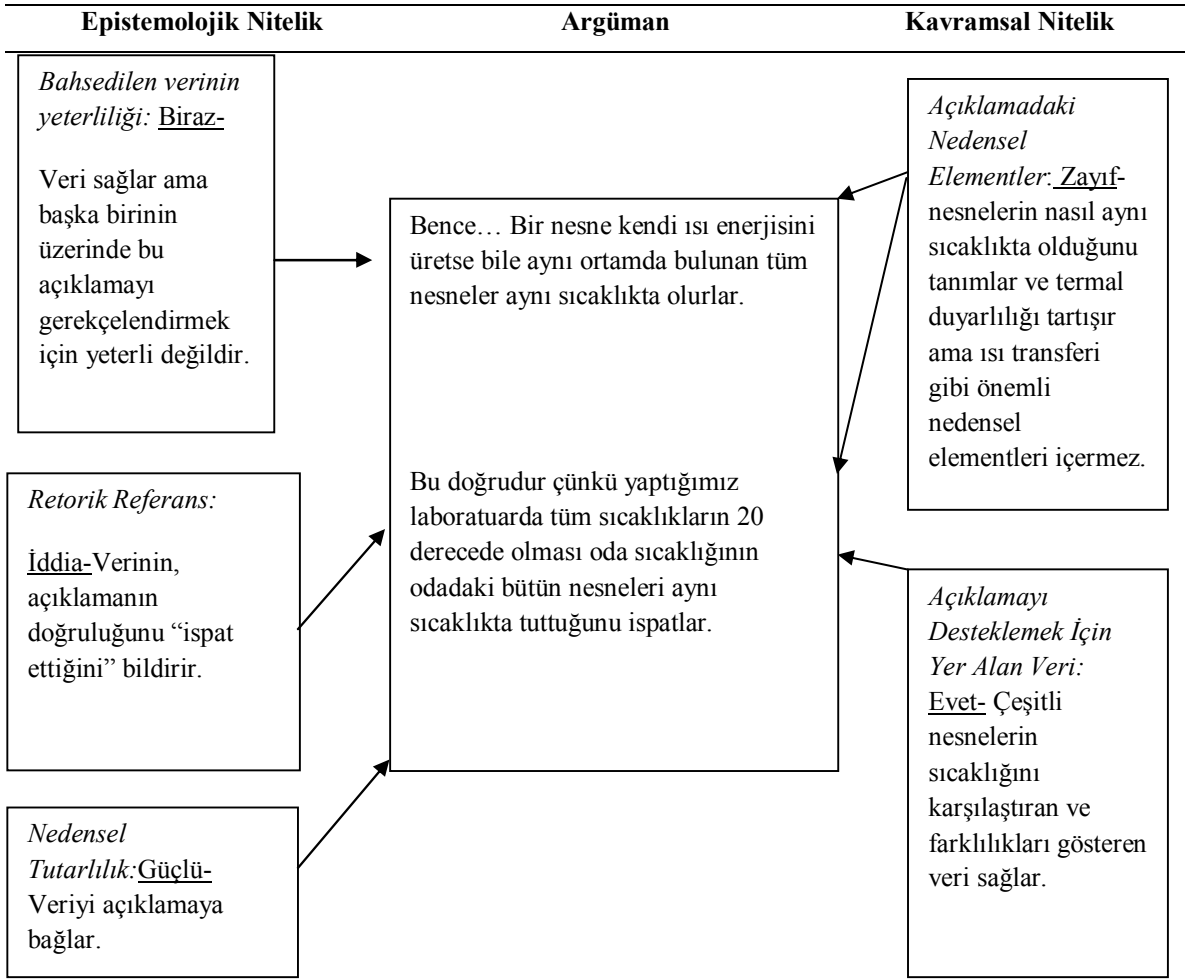 Epistemolojik Nitelik
Argüman
Kavramsal Nitelik
Bahsedilen verinin
yeterliliği: Biraz-
Veri sağlar ama
başka birinin
üzerinde bu
açıklamayı
gerekçelendirmek
için yeterli değildir.
Retorik Referans:
İddia-Verinin,
açıklamanın
doğruluğunu “ispat
ettiğini” bildirir.
Nedensel
Tutarlılık:Güçlü-
Veriyi açıklamaya
bağlar.
Bence… Bir nesne kendi ısı enerjisini
üretse bile aynı ortamda bulunan tüm
nesneler aynı sıcaklıkta olurlar.
Bu doğrudur çünkü yaptığımız
laboratuarda tüm sıcaklıkların 20
derecede olması oda sıcaklığının
odadaki bütün nesneleri aynı
sıcaklıkta tuttuğunu ispatlar.
Açıklamadaki
Nedensel
Elementler: Zayıf-
nesnelerin nasıl aynı
sıcaklıkta olduğunu
tanımlar ve termal
duyarlılığı tartışır
ama ısı transferi
gibi önemli
nedensel
elementleri içermez.
Açıklamayı
Desteklemek İçin
Yer Alan Veri:
Evet- Çeşitli
nesnelerin
sıcaklığını
karşılaştıran ve
farklılıkları gösteren
veri sağlar.